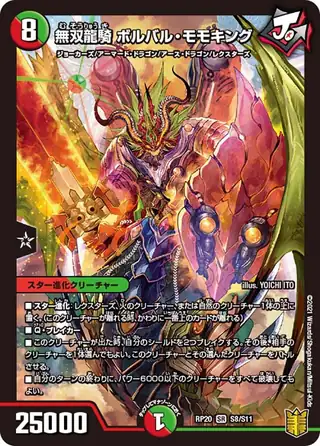 8
無双龍騎 ボルバル・モモキング
ジョーカーズ/アーマード・ドラゴン/アース・ドラゴン/レクスターズ
illus. YOICHI ITO
スター進化クリーチャー
■スター進化:レクスターズ、火のクリーチャー、または自然のクリーチャー1体の上に
置く。(このクリーチャーが離れる時、かわりに一番上のカードが離れる)
■Q・ブレイカー
■このクリーチャーが出た時、自分のシールドを2つブレイクする。その後、相手の
クリーチャーを1体選んでもよい。このクリーチャーとそのクリーチャーをバトル
させる。
■自分のターンの終わりに、パワー6000以下のクリーチャーをすべて破壊しても
よい。
25000
1
RP20 SR S8/S11